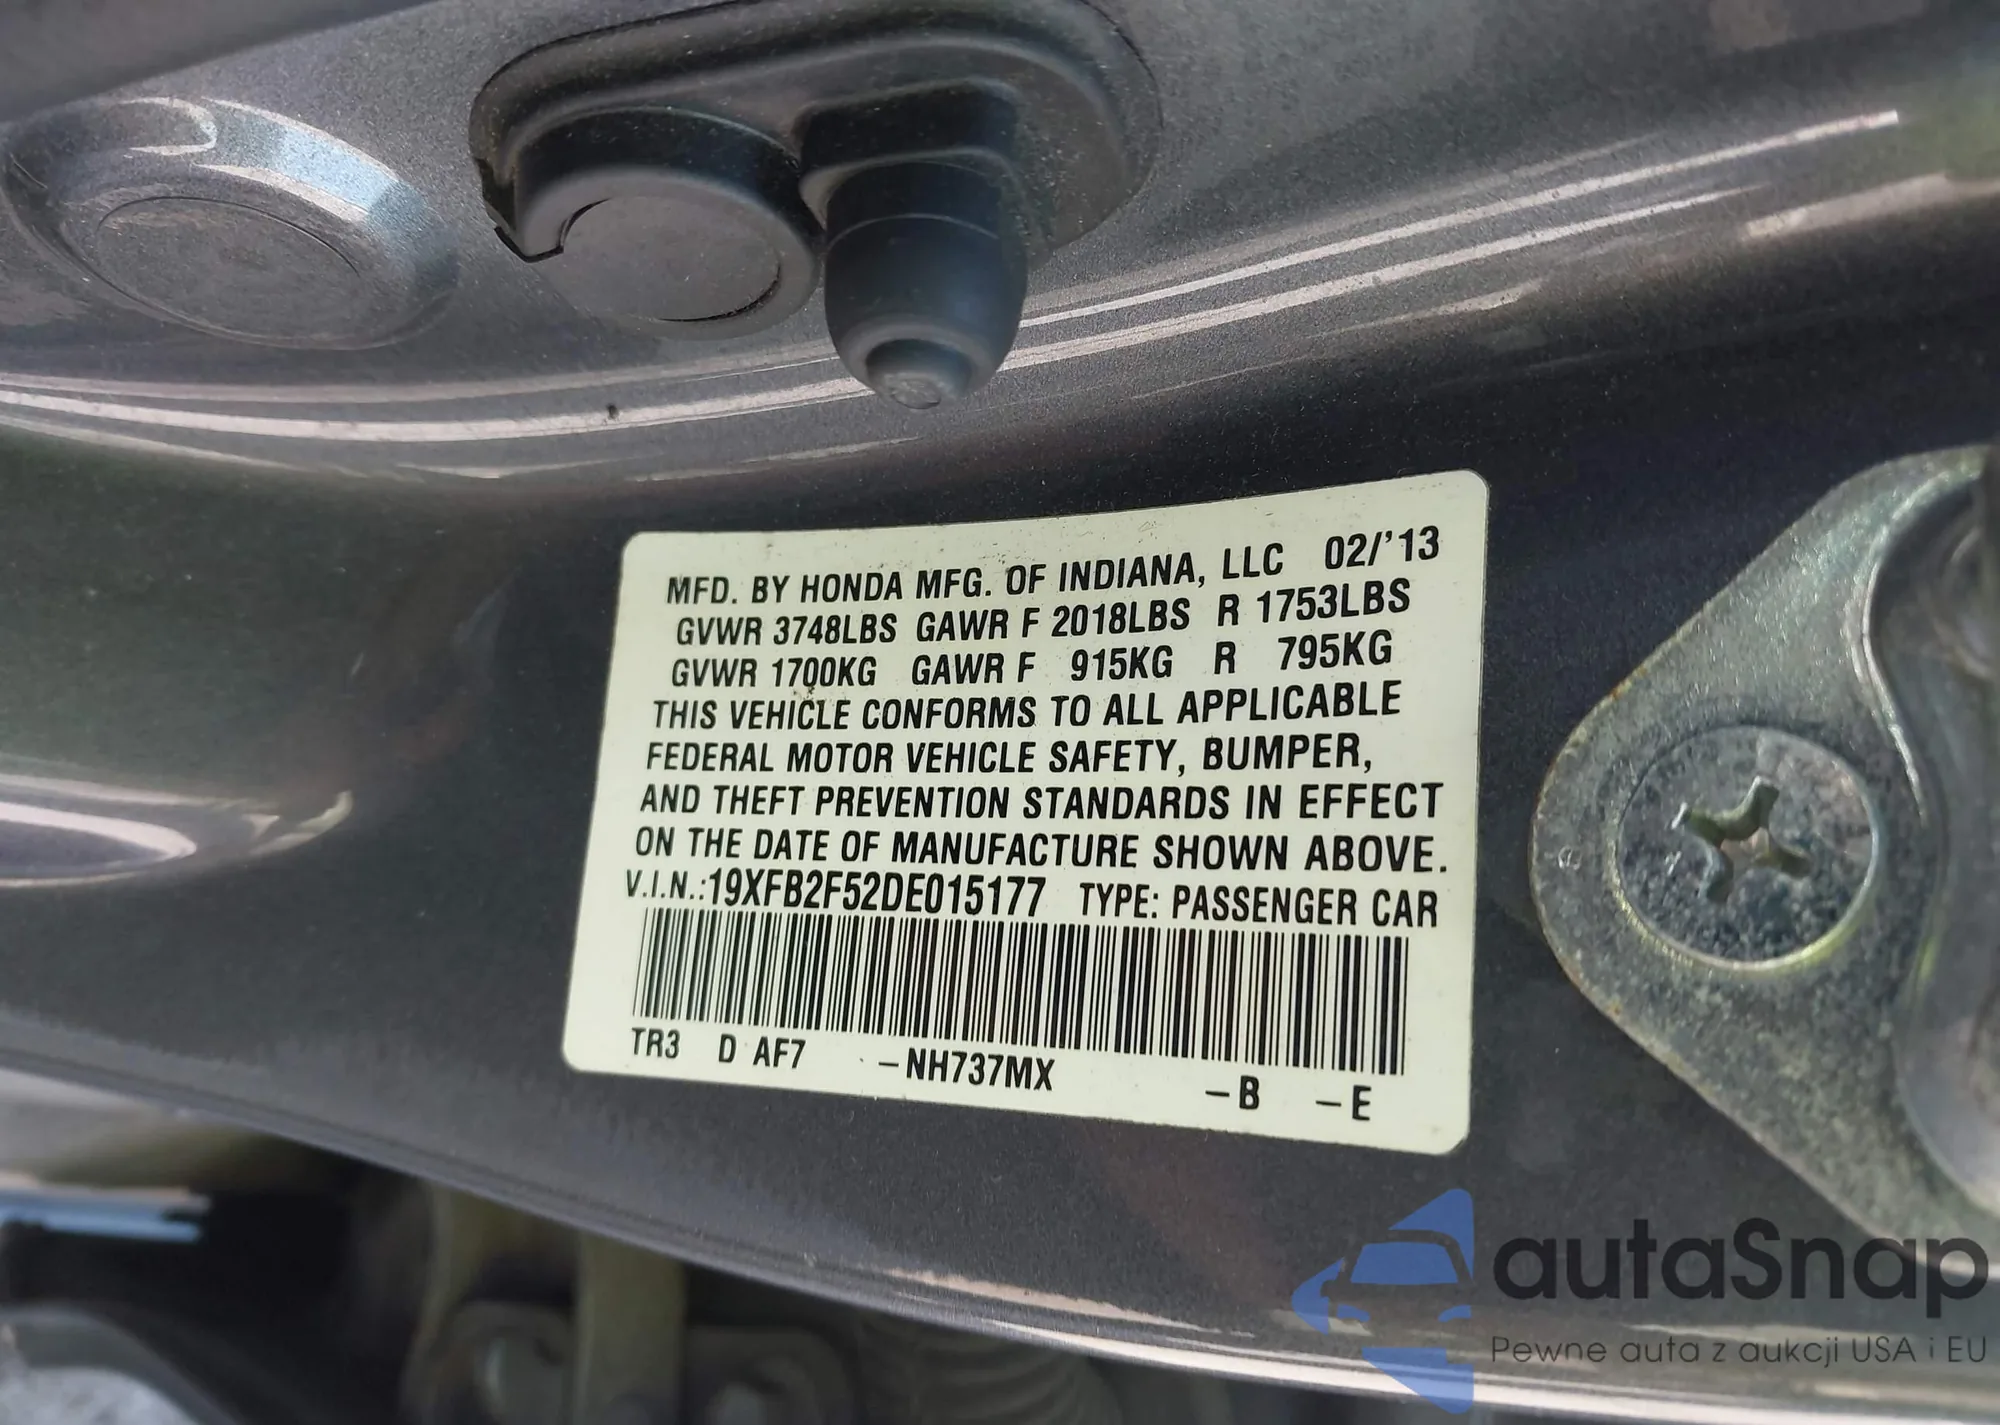 MFD. BY HONDA MFG. OF INDIANA, LLC 02/'13
GVWR 3748LBS GAWR F 2018LBS R 1753LBS
GVWR 1700KG GAWR F 915KG R 795KG
THIS VEHICLE CONFORMS TO ALL APPLICABLE
FEDERAL MOTOR VEHICLE SAFETY, BUMPER,
AND THEFT PREVENTION STANDARDS IN EFFECT
ON THE DATE OF MANUFACTURE SHOWN ABOVE.
V.I.N.:19XFB2F52DE015177 TYPE: PASSENGER CAR
TR3 D AF7 –NH737MX –B –E
autaSnap
Pewne auta z aukcji USA i EU